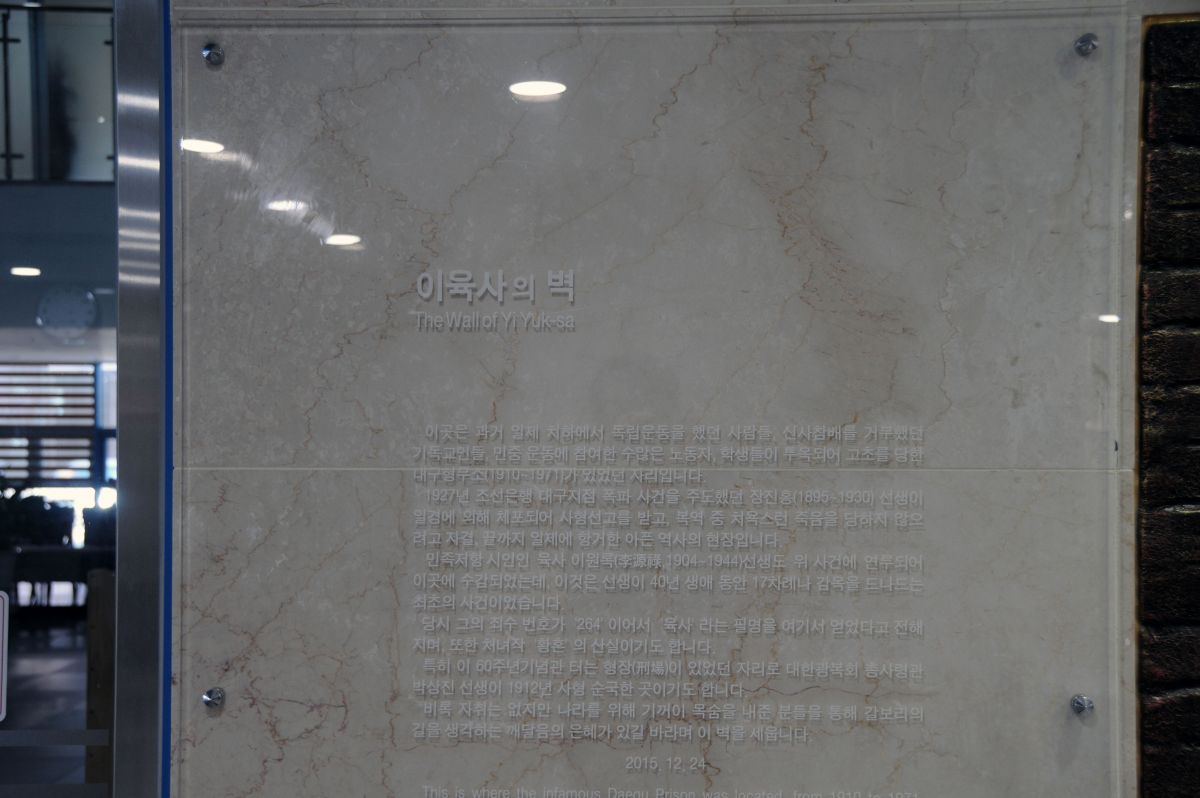 이육사의 벽
The Wall of Yi Yuk-sa
이곳은 과거 일제 치하에서 독립운동을 했던 사람들, 신사참배를 거부했던
기독교인들, 민중 운동에 참여한 수많은 노동자, 학생들이 투옥되어 고초를 당한
대구형무소(1910~1971)가 있었던 자리입니다.
1927년 조선은행 대구지점 폭파 사건을 주도했던 장진홍(1895~1930) 선생이
일경에 의해 체포되어 사형선고를 받고, 복역 중 치욕스런 죽음을 당하지 않으
려고 자결, 끝까지 일제에 항거한 아픈 역사의 현장입니다.
민족저항 시인인 육사 이원록(李源祿, 1904~1944)선생도 위 사건에 연루되어
이곳에 수감되었는데, 이것은 선생이 40년 생애 동안 17차례나 감옥을 드나드는
최초의 사건이었습니다.
당시 그의 죄수 번호가 '264' 이어서 '육사' 라는 필명을 여기서 얻었다고 전해
지며, 또한 처녀작 '황혼' 의 산실이기도 합니다.
특히 이 60주년기념관 터는 형장(刑場)이 있었던 자리로 대한광복회 총사령관
박상진 선생이 1912년 사형 순국한 곳이기도 합니다.
비록 자취는 없지만 나라를 위해 기꺼이 목숨을 내준 분들을 통해 갈보리의
길을 생각하는 깨달음의 은혜가 있길 바라며 이 벽을 세웁니다.
2015. 12. 24.
This is where the infamous Daegu Prison was located, from 1910 to 1971,